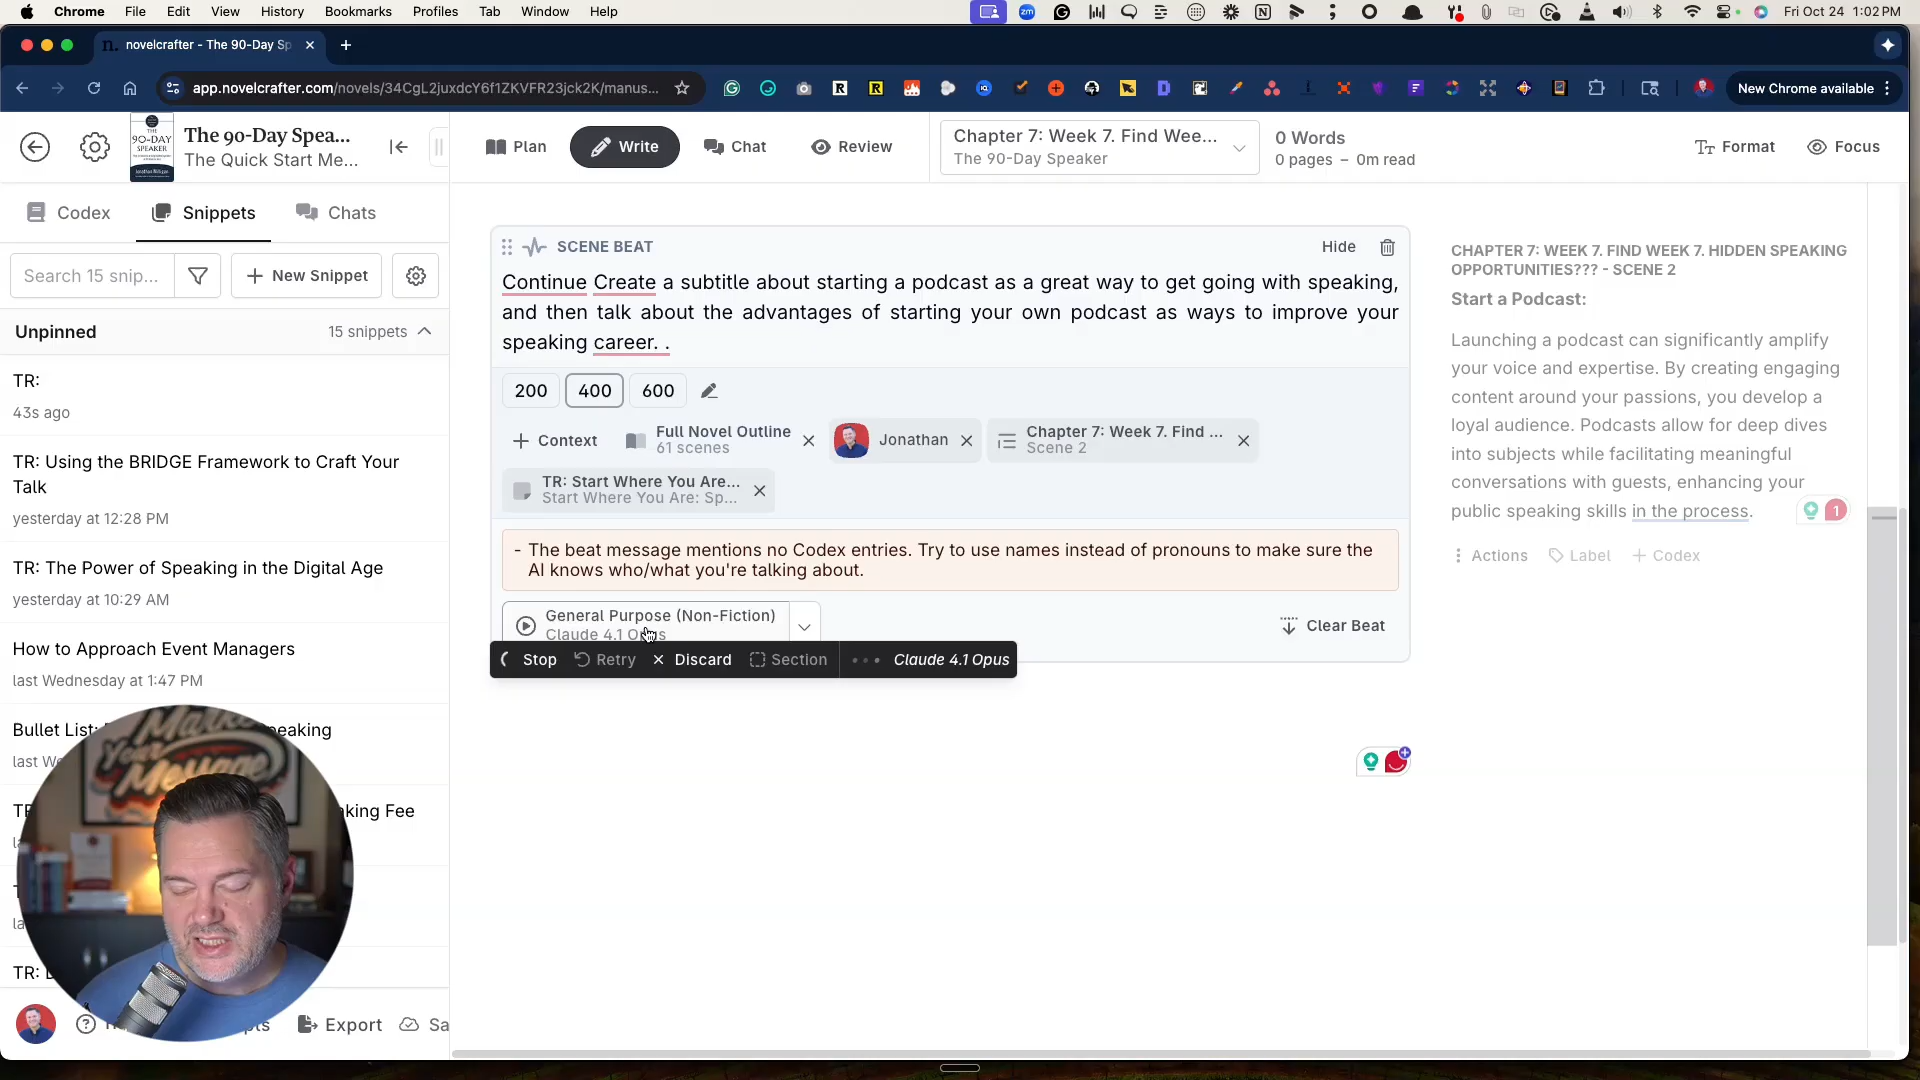 Chrome File Edit View History Bookmarks Profiles Tab Window Help
Fri Oct 24 1:02 PM
novelcrafter - The 90-Day Sp
app.novelcrafter.com/novels/34CgL2juxdcY6f1ZKVFR23jck2K/manus...
New Chrome available
The 90-Day Spea...
The Quick Start Me...
Plan Write Chat Review
Chapter 7: Week 7. Find Wee...
The 90-Day Speaker
0 Words
0 pages – 0m read
Format Focus
Codex Snippets Chats
Search 15 snip...
New Snippet
Unpinned 15 snippets
TR:
43s ago
TR: Using the BRIDGE Framework to Craft Your
Talk
yesterday at 12:28 PM
TR: The Power of Speaking in the Digital Age
yesterday at 10:29 AM
How to Approach Event Managers
last Wednesday at 1:47 PM
Bullet List: peaking
last We
aking Fee
TR:
Export Sa
SCENE BEAT Hide
Continue Create a subtitle about starting a podcast as a great way to get going with speaking,
and then talk about the advantages of starting your own podcast as ways to improve your
speaking career. .
200 400 600
Context
Full Novel Outline
61 scenes
Jonathan
Chapter 7: Week 7. Find ...
Scene 2
TR: Start Where You Are...
Start Where You Are: Sp...
- The beat message mentions no Codex entries. Try to use names instead of pronouns to make sure the
AI knows who/what you're talking about.
General Purpose (Non-Fiction)
Claude 4.1 Opus
Clear Beat
Stop Retry Discard Section ... Claude 4.1 Opus
CHAPTER 7: WEEK 7. FIND WEEK 7. HIDDEN SPEAKING
OPPORTUNITIES??? - SCENE 2
Start a Podcast:
Launching a podcast can significantly amplify
your voice and expertise. By creating engaging
content around your passions, you develop a
loyal audience. Podcasts allow for deep dives
into subjects while facilitating meaningful
conversations with guests, enhancing your
public speaking skills in the process.
1
Actions Label Codex
Make Your Message